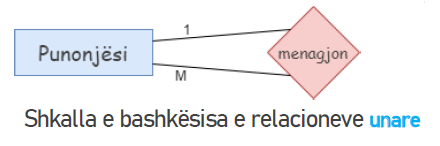 1
Punonjësi
menagjon
M
Shkalla e bashkësisa e relacioneve unare